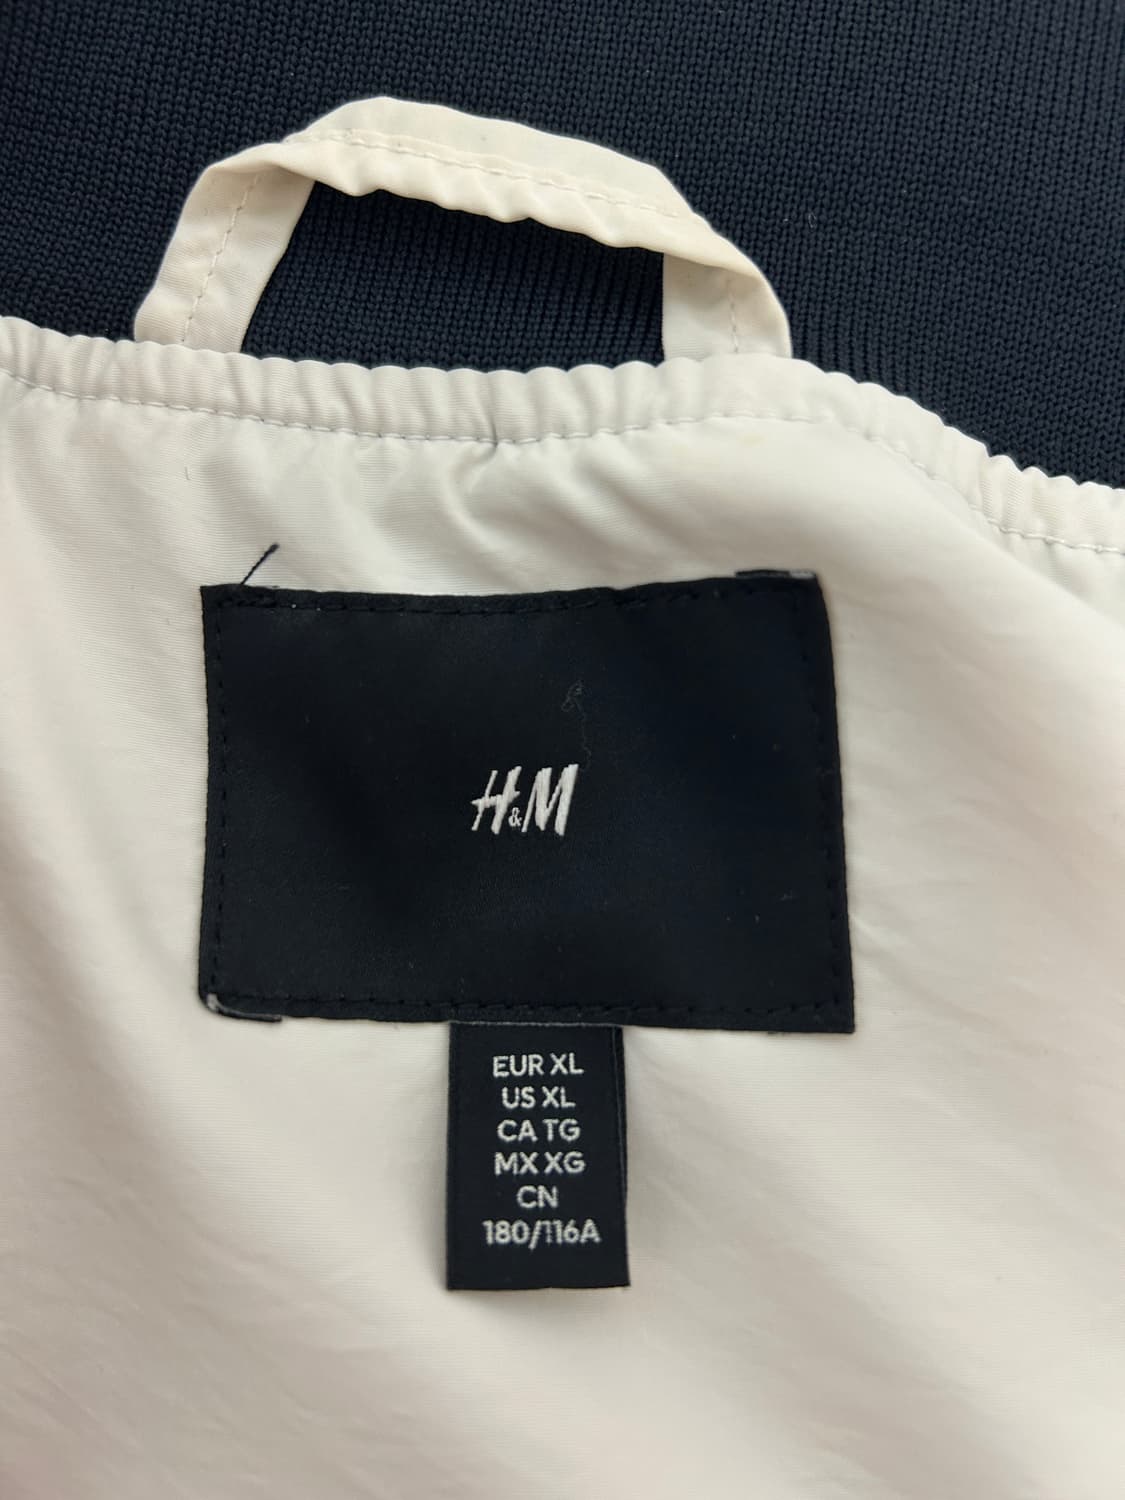 H&M
EUR XL
US XL
CA TG
MX XG
CN
180/116A